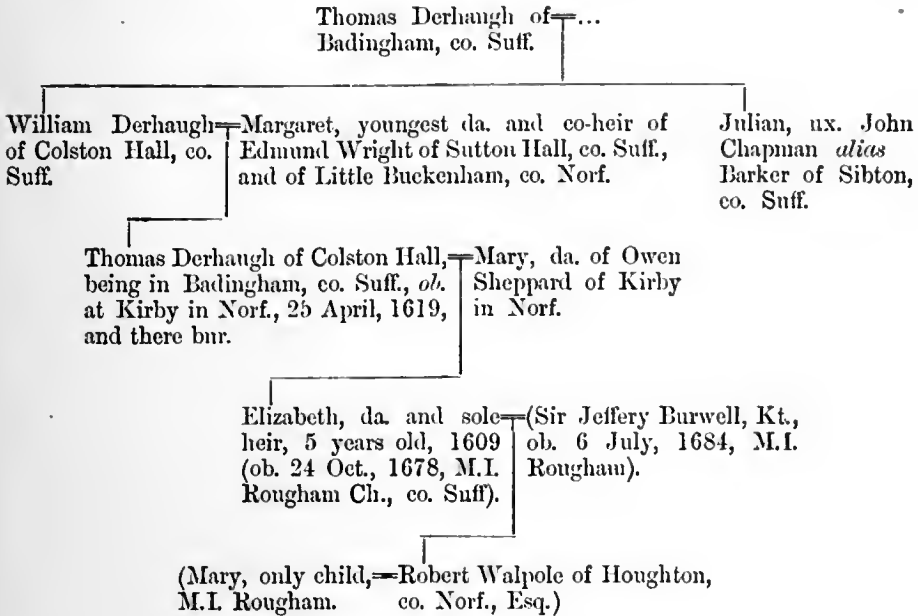 Thomas Derhaugh of=...
Badingham, co. Suff.
William Derhaugh=Margaret, youngest da. and co-heir of
of Colston Hall, co. Edmund Wright of Sutton Hall, co. Suff.,
Suff. and of Little Buckenham, co. Norf.
Julian, ux. John
Chapman alias
Barker of Sibton,
co. Suff.
Thomas Derhaugh of Colston Hall,=Mary, da. of Owen
being in Badingham, co. Suff., ob. Sheppard of Kirby
at Kirby in Norf., 25 April, 1619, in Norf.
and there bur.
Elizabeth, da. and sole=(Sir Jeffery Burwell, Kt.,
heir, 5 years old, 1609 ob. 6 July, 1684, M.I.
(ob. 24 Oct., 1678, M.I. Rougham).
Rougham Ch., co. Suff).
(Mary, only child,=Robert Walpole of Houghton,
M.I. Rougham. co. Norf., Esq.)